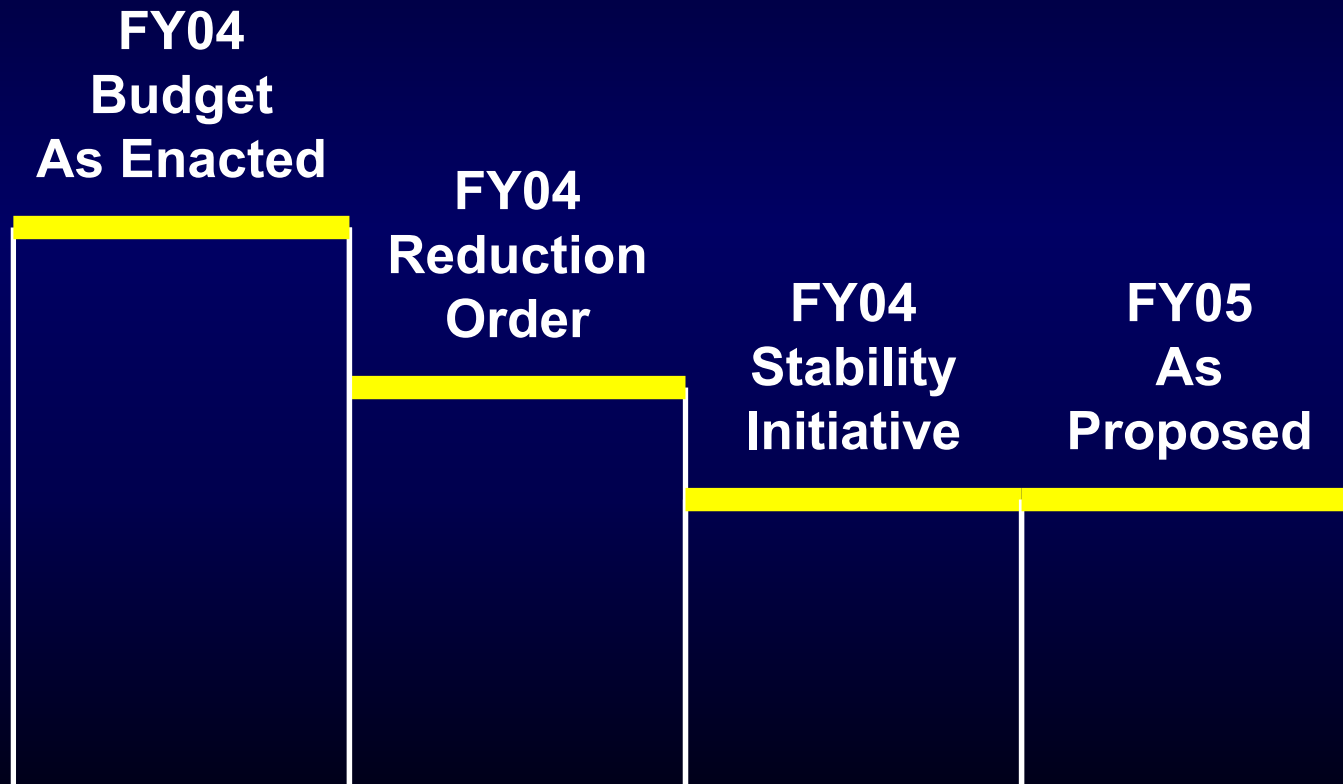 FY04
Budget
As Enacted
FY04
Reduction
Order
FY04
Stability
Initiative
FY05
As
Proposed